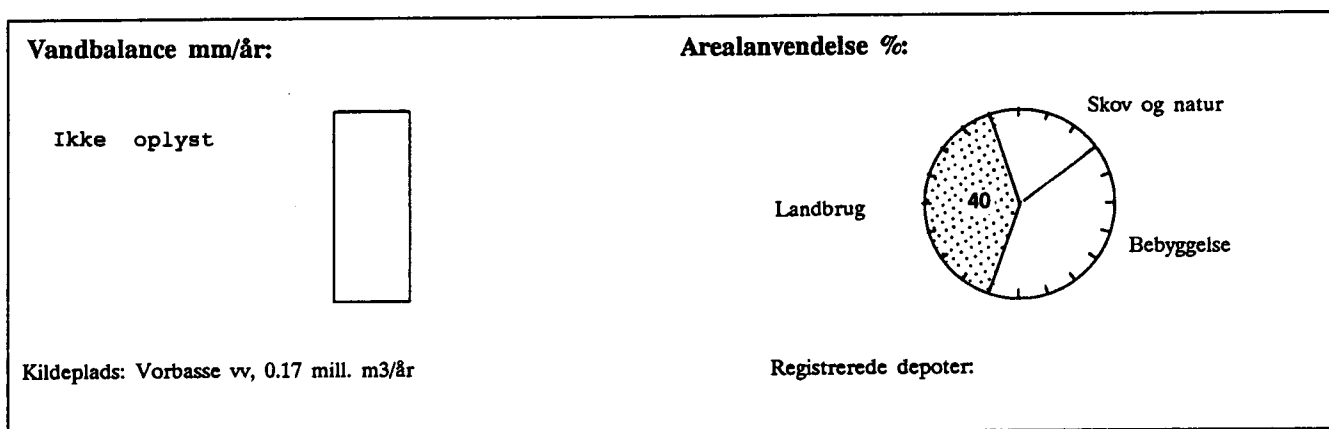 Vandbalance mm/år:
Arealanvendelse %:
Ikke oplyst
Skov og natur
40
Landbrug
Bebyggelse
Kildeplads: Vorbasse vv, 0.17 mill. m3/år
Registrerede depoter: